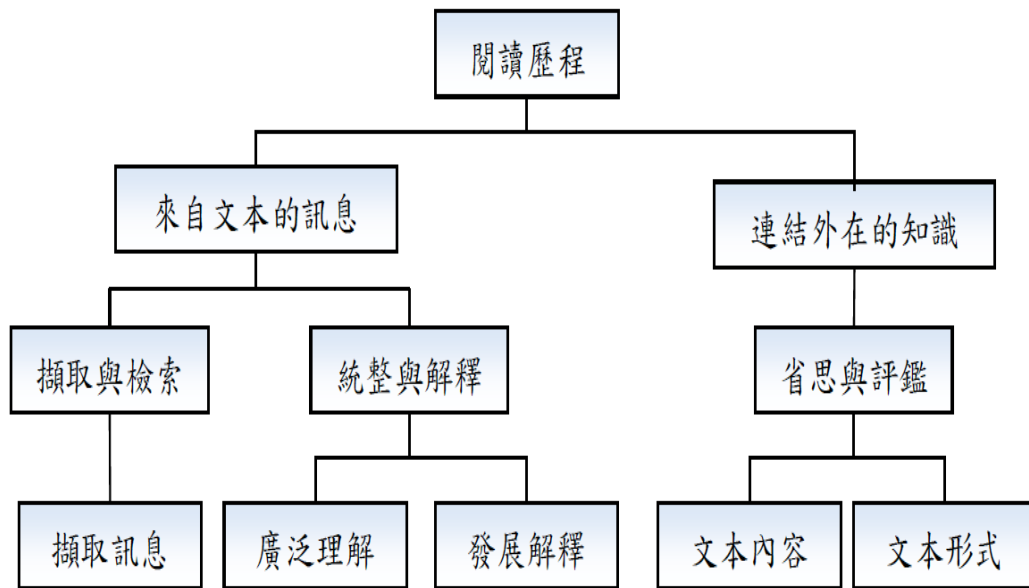 閱讀歷程
來自文本的訊息
連結外在的知識
擷取與檢索
統整與解釋
省思與評鑑
擷取訊息
廣泛理解
發展解釋
文本內容
文本形式